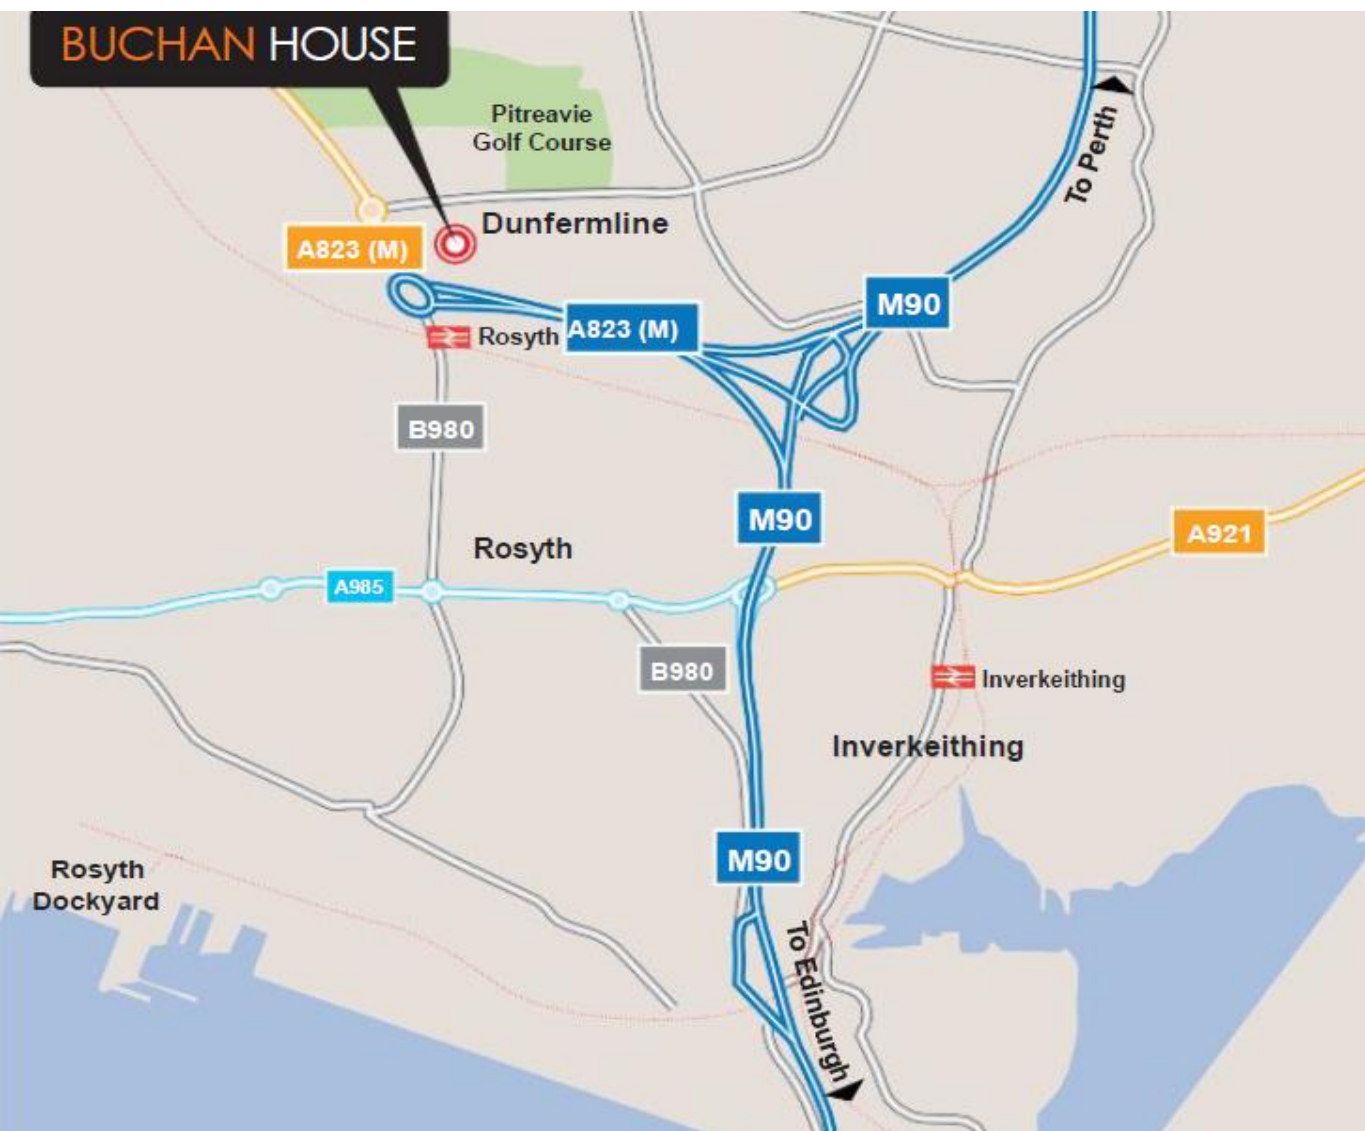 BUCHAN HOUSE
Pitreavie
Golf Course
To Perth
Dunfermline
A823 (M)
M90
A823 (M)
Rosyth
B980
M90
A921
Rosyth
A985
B980
Inverkeithing
Inverkeithing
M90
Rosyth
Dockyard
To Edinburgh